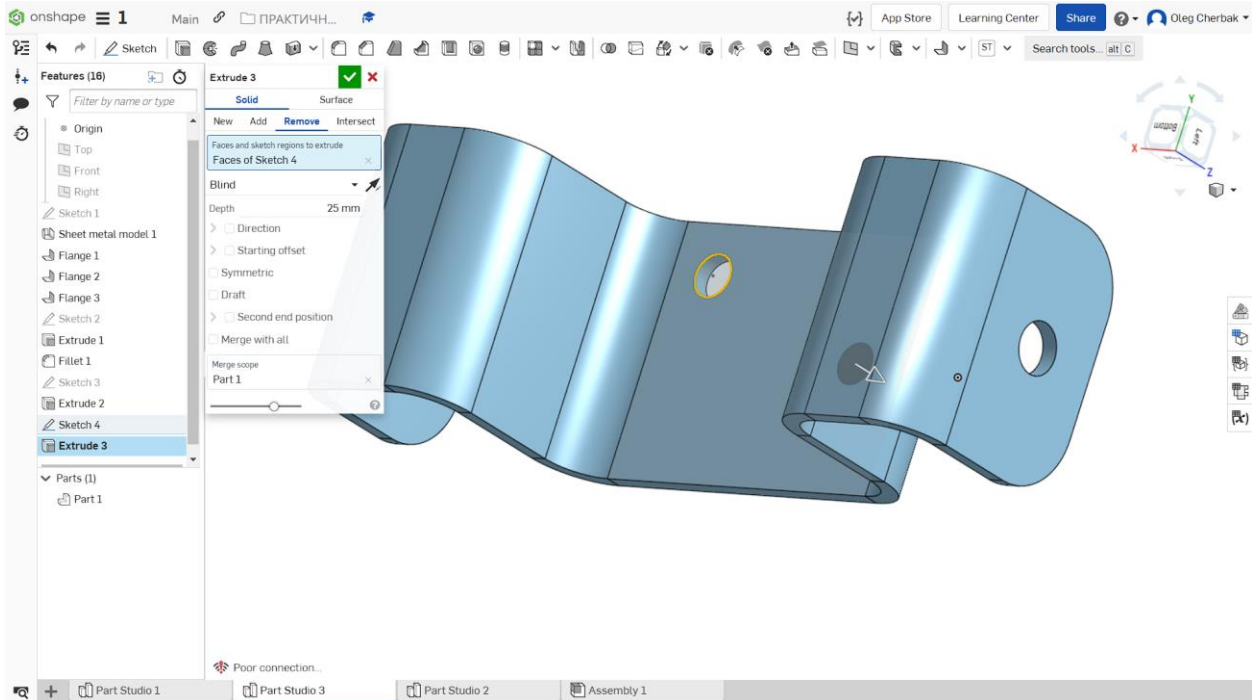 onshape 1 Main ПРАКТИЧН... App Store Learning Center Share Oleg Cherbak
Sketch ST Search tools... alt C
Features (16)
Filter by name or type
Origin
Top
Front
Right
Sketch 1
Sheet metal model 1
Flange 1
Flange 2
Flange 3
Sketch 2
Extrude 1
Fillet 1
Sketch 3
Extrude 2
Sketch 4
Extrude 3
Parts (1)
Part 1
Extrude 3
Solid Surface
New Add Remove Intersect
Faces and sketch regions to extrude
Faces of Sketch 4
Blind
Depth 25 mm
Direction
Starting offset
Symmetric
Draft
Second end position
Merge with all
Merge scope
Part 1
Y
Bottom Left
X
Z
Poor connection...
Part Studio 1 Part Studio 3 Part Studio 2 Assembly 1